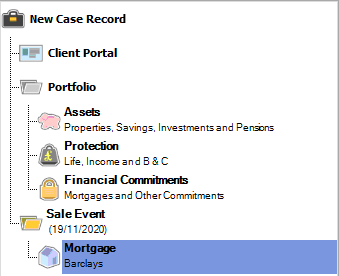 New Case Record
Client Portal
Portfolio
Assets
Properties, Savings, Investments and Pensions
Protection
Life, Income and B & C
Financial Commitments
Mortgages and Other Commitments
Sale Event
(19/11/2020)
Mortgage
Barclays